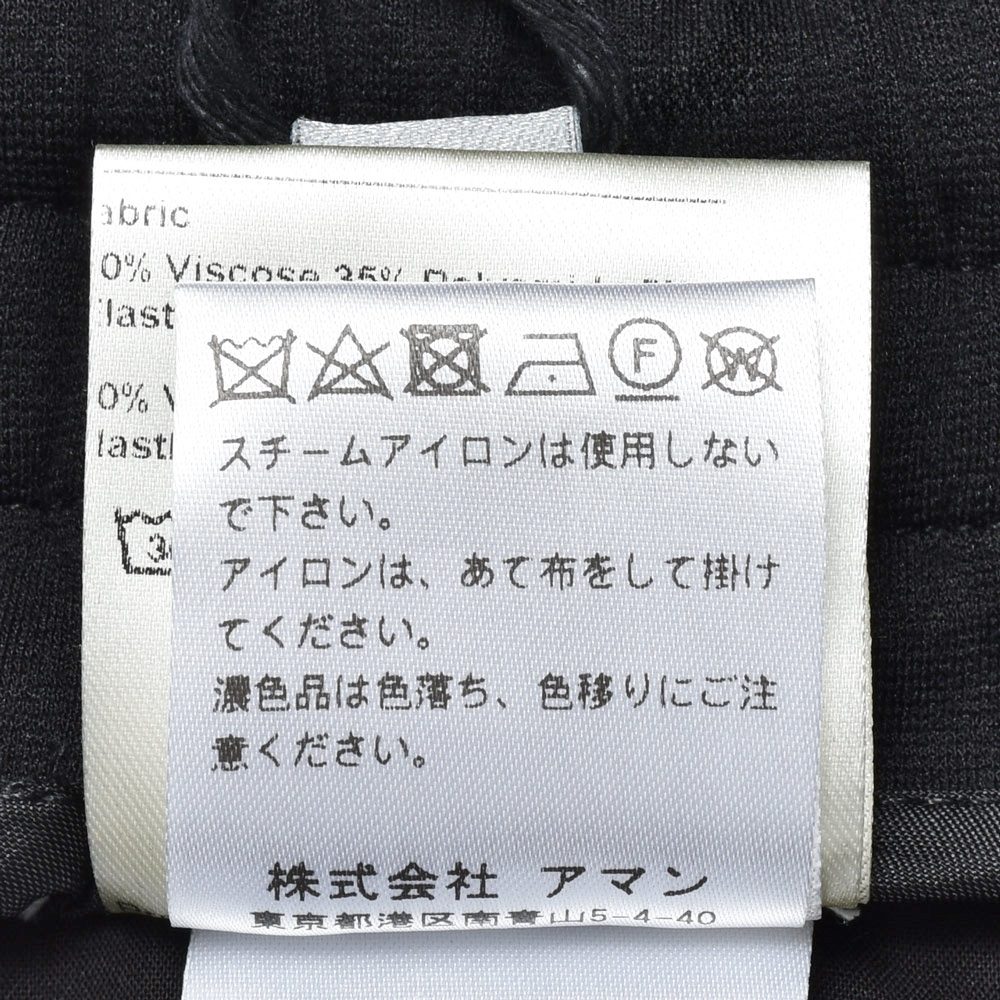 abric
0% Viscose 35%
last
0% V
lasth
30
F
W
スチームアイロンは使用しない
で下さい。
アイロンは、あて布をして掛け
てください。
濃色品は色落ち、色移りにご注
意ください。
株式会社 アマン
東京都港区南青山5-4-40